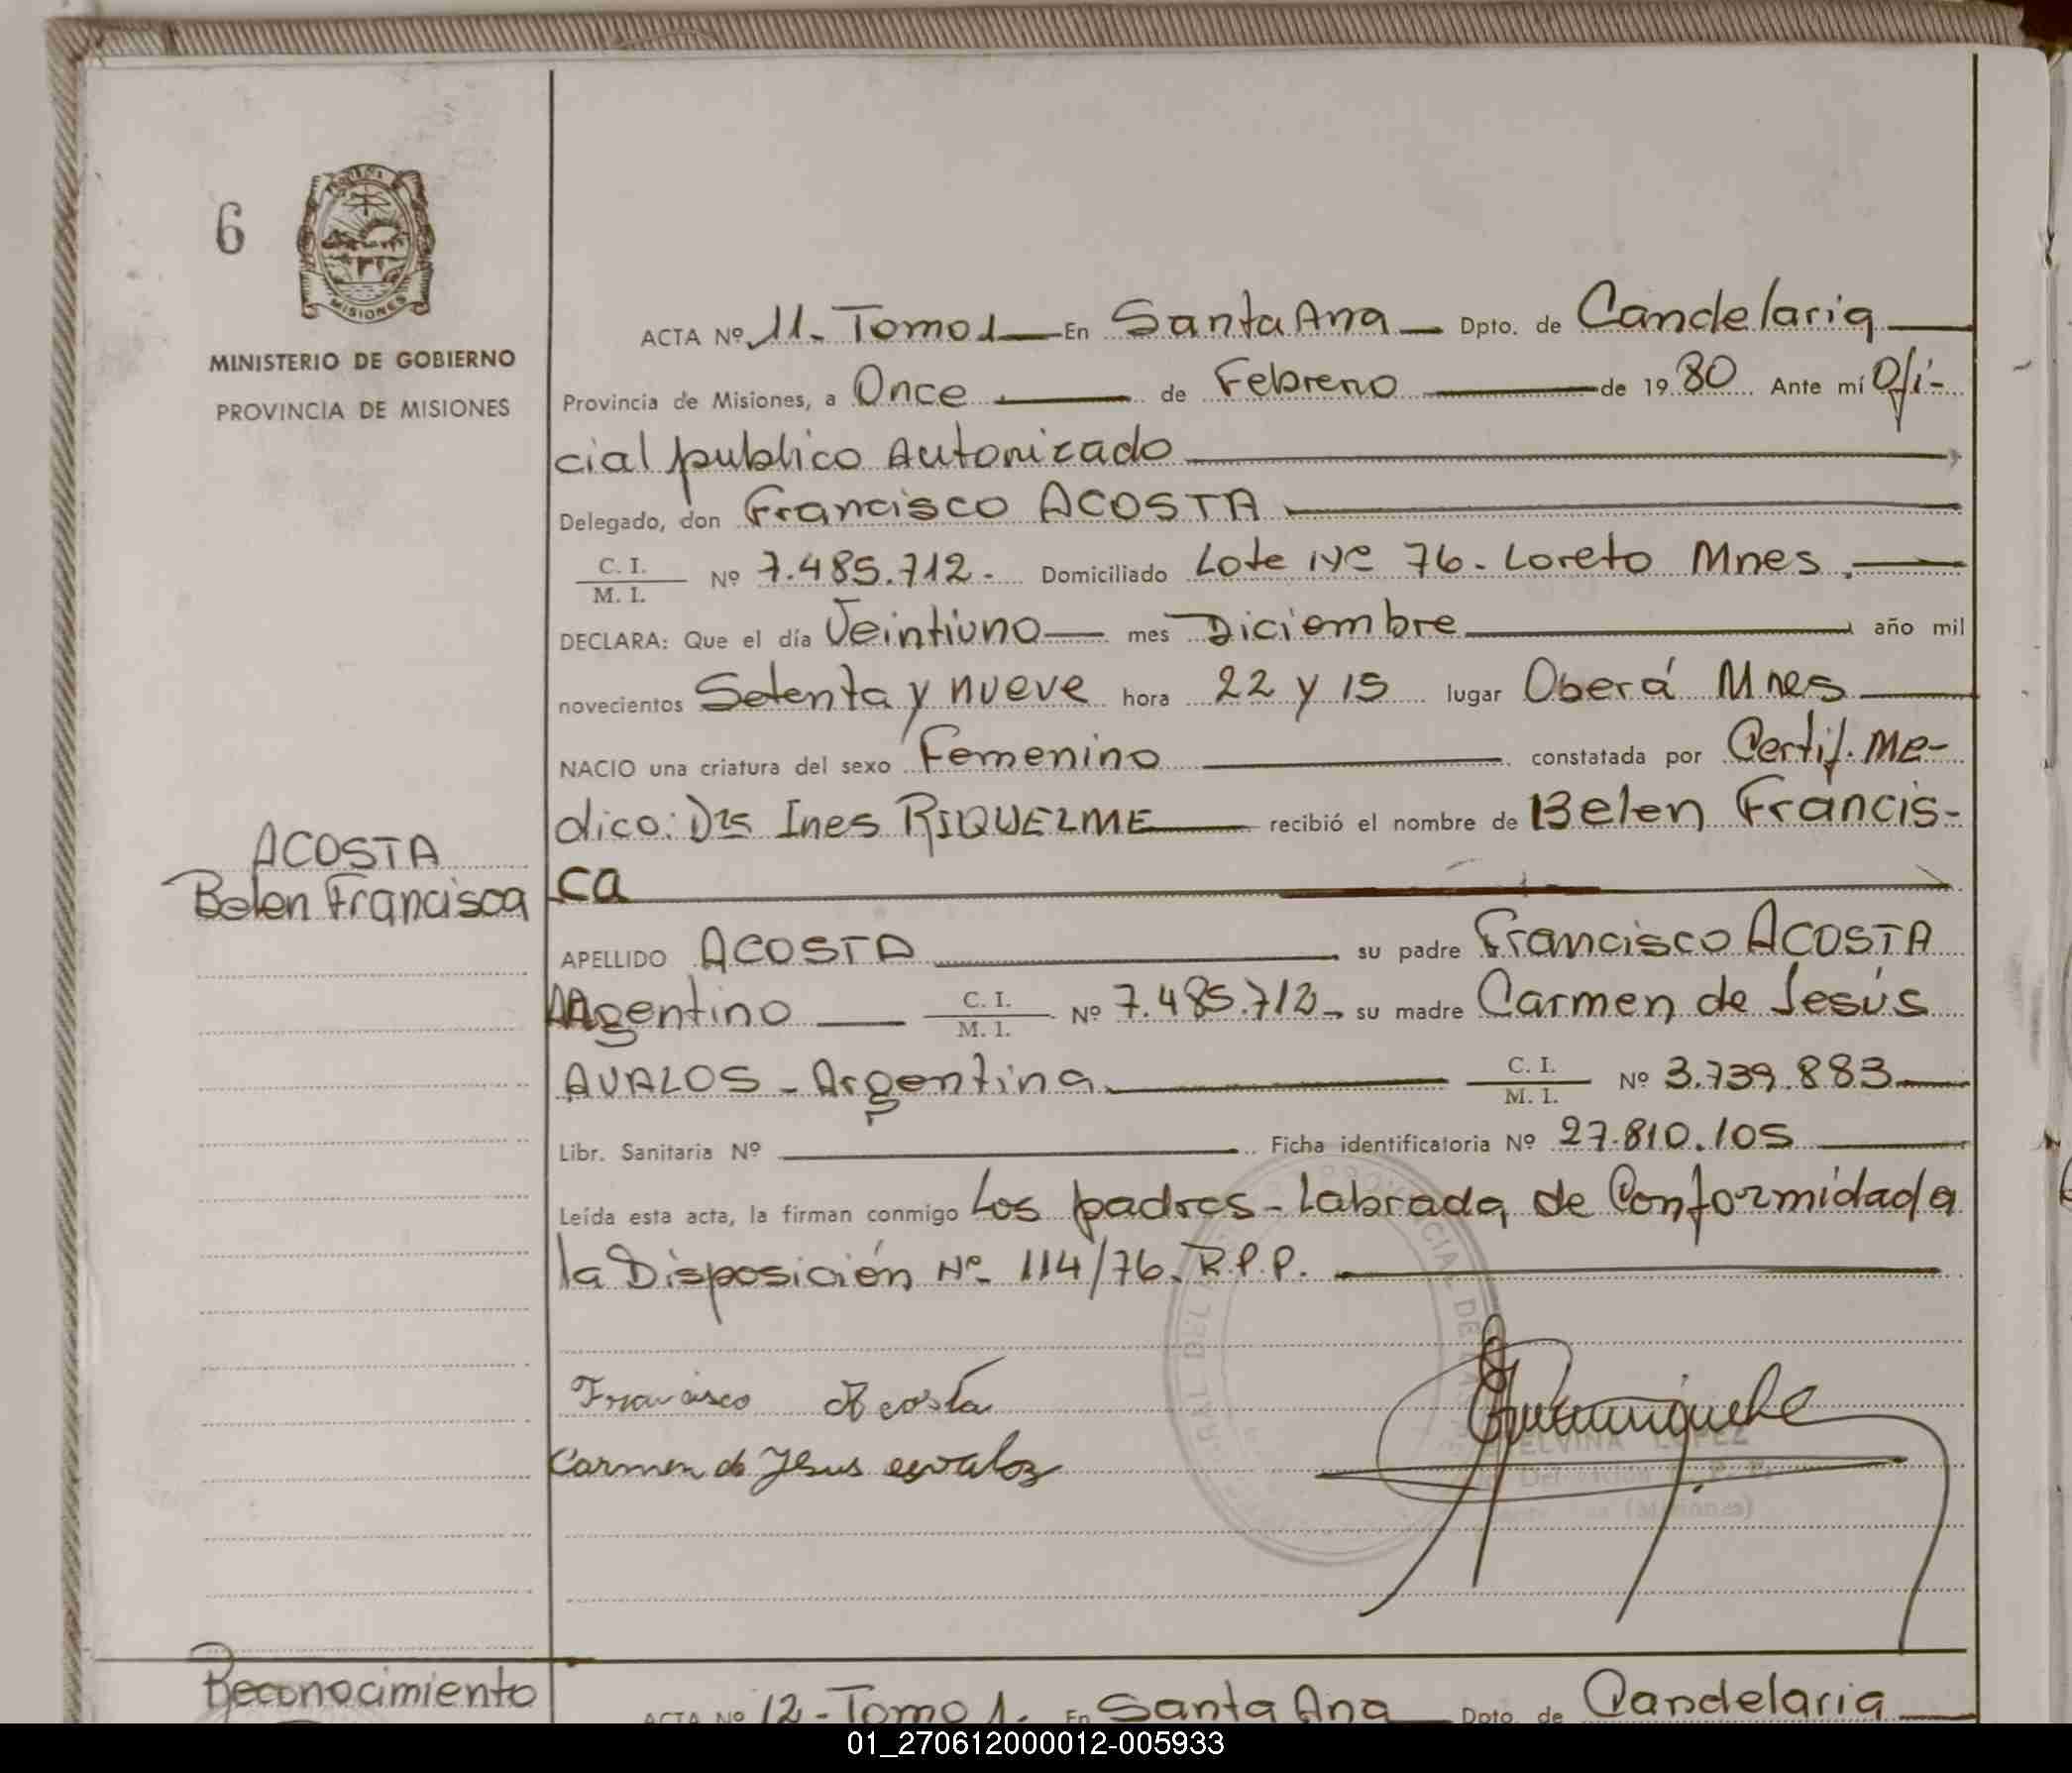 6
MISIONES
MINISTERIO DE GOBIERNO
PROVINCIA DE MISIONES
ACTA Nº 11- Tomo 1 En Santa Ana Dpto. de Candelaria
Provincia de Misiones, a Once de Febrero de 1980 Ante mí Ofi-
cial publico Autorizado
Delegado, don Francisco ACOSTA
C. I.
M. I. Nº 7.485.712- Domiciliado Lote Nº 76- Loreto Mnes.
DECLARA: Que el día Veintiuno mes Diciembre año mil
novecientos Setenta y nueve hora 22 y 15 lugar Oberá Mnes
NACIO una criatura del sexo Femenino constatada por Certif. Me-
dico: Dra Ines RIQUELME recibió el nombre de Belen Francis-
ca
ACOSTA
Belen Francisca
APELLIDO ACOSTA su padre Francisco ACOSTA
Argentino C. I.
M. I. Nº 7.485.712- su madre Carmen de Jesús
AVALOS - Argentina C. I.
M. I. Nº 3.739.883
Libr. Sanitaria Nº Ficha identificatoria Nº 27.810.105
Leída esta acta, la firman conmigo Los padres - Labrada de Conformidad a
la Disposición Nº 114/76. R.P.P.
Francisco Acosta
Carmen de Jesus avalos
ELVINA LOPEZ
(Misiones)
Reconocimiento
ACTA Nº 12-Tomo 1. En Santa Ana Dpto. de Candelaria
01_270612000012-005933